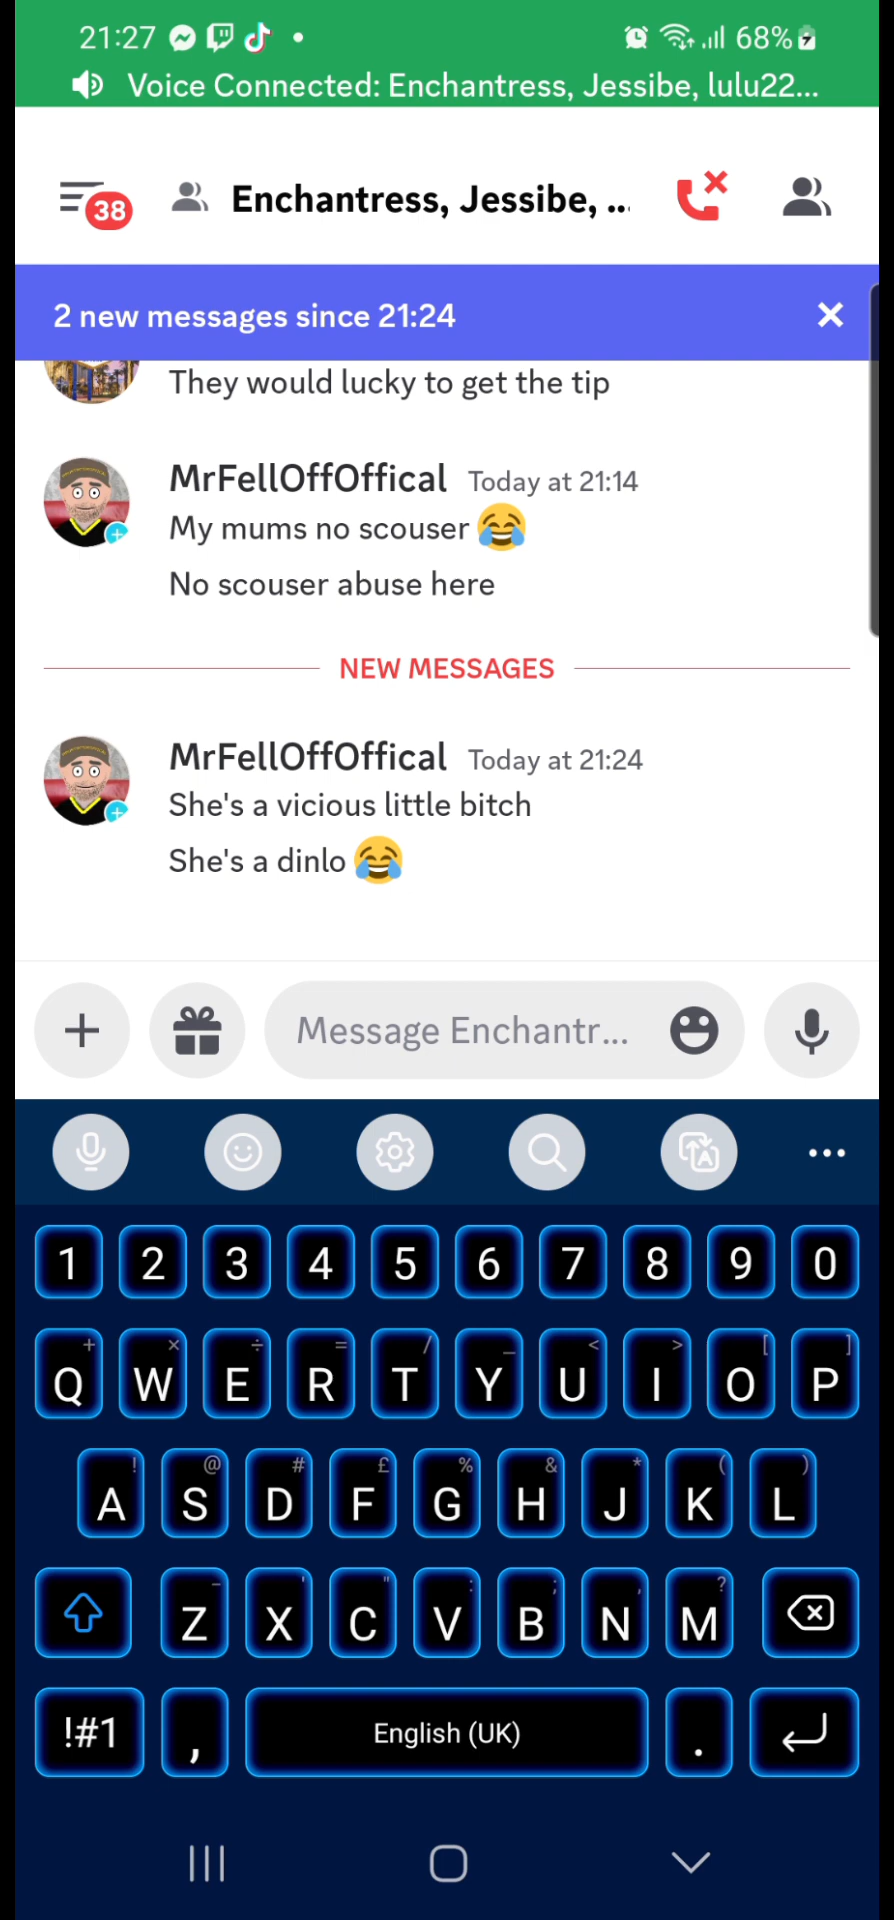 21:27 68%
Voice Connected: Enchantress, Jessibe, lulu22...
38 Enchantress, Jessibe, ...
2 new messages since 21:24
They would lucky to get the tip
MrFellOffOffical Today at 21:14
My mums no scouser 😂
No scouser abuse here
NEW MESSAGES
MrFellOffOffical Today at 21:24
She's a vicious little bitch
She's a dinlo 😂
Message Enchantr...
1 2 3 4 5 6 7 8 9 0
+ × ÷ = / _ < > [ ]
Q W E R T Y U I O P
! @ # £ % & * ( )
A S D F G H J K L
- ' " : ; , ?
Z X C V B N M
!#1 , English (UK) .